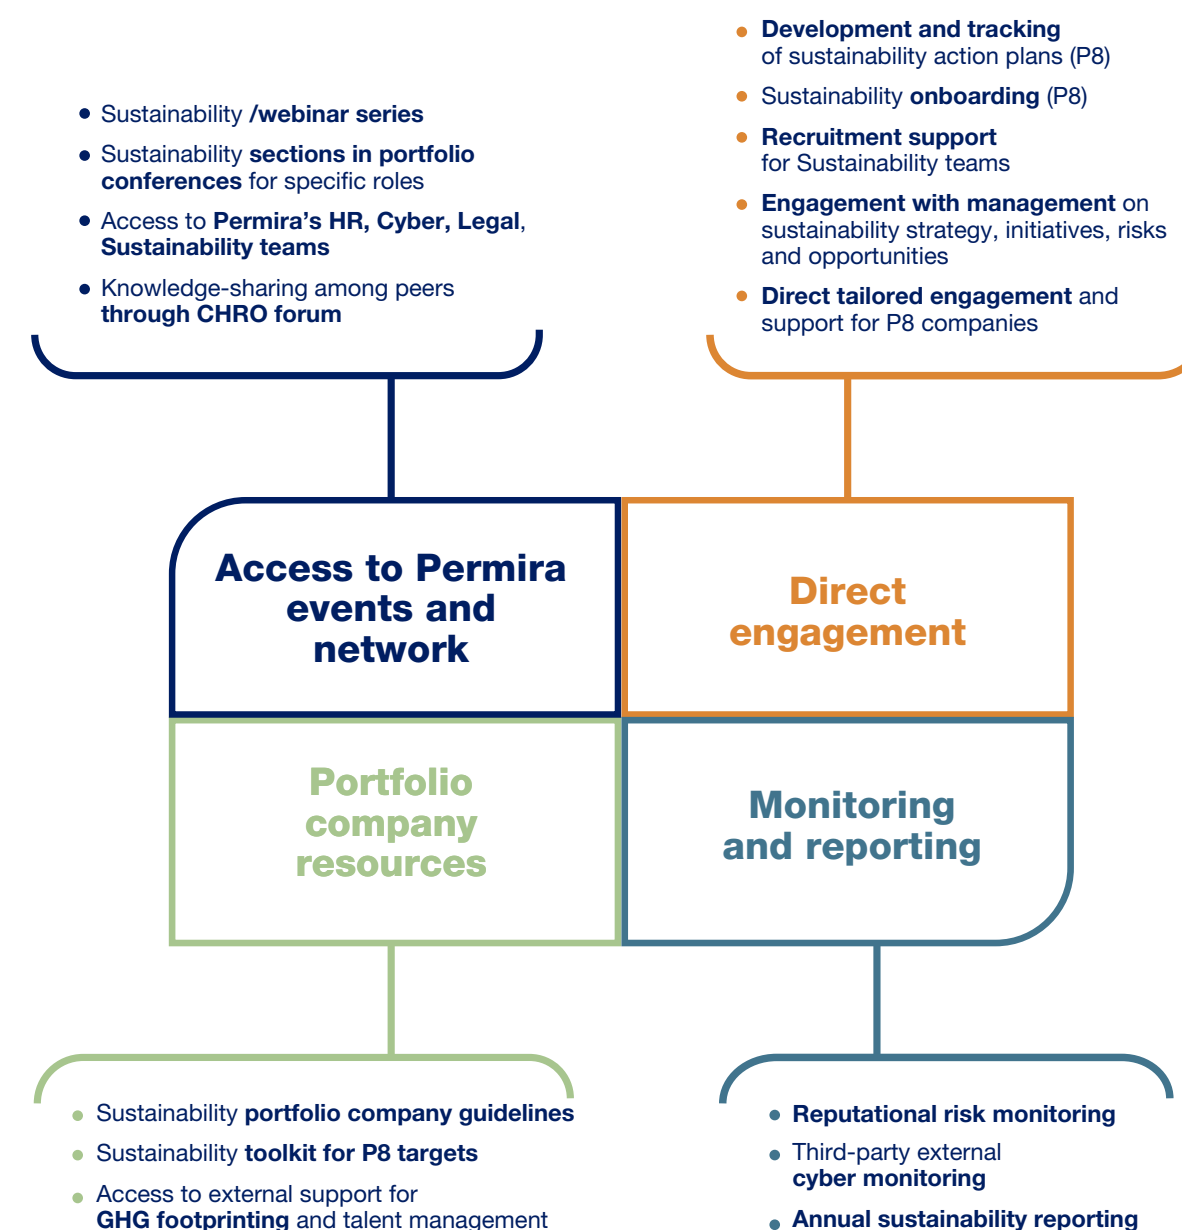 Sustainability /webinar series
Sustainability sections in portfolio
conferences for specific roles
Access to Permira's HR, Cyber, Legal,
Sustainability teams
Knowledge-sharing among peers
through CHRO forum
Development and tracking
of sustainability action plans (P8)
Sustainability onboarding (P8)
Recruitment support
for Sustainability teams
Engagement with management on
sustainability strategy, initiatives, risks
and opportunities
Direct tailored engagement and
support for P8 companies
Access to Permira
events and
network
Direct
engagement
Portfolio
company
resources
Monitoring
and reporting
Sustainability portfolio company guidelines
Sustainability toolkit for P8 targets
Access to external support for
GHG footprinting and talent management
Reputational risk monitoring
Third-party external
cyber monitoring
Annual sustainability reporting